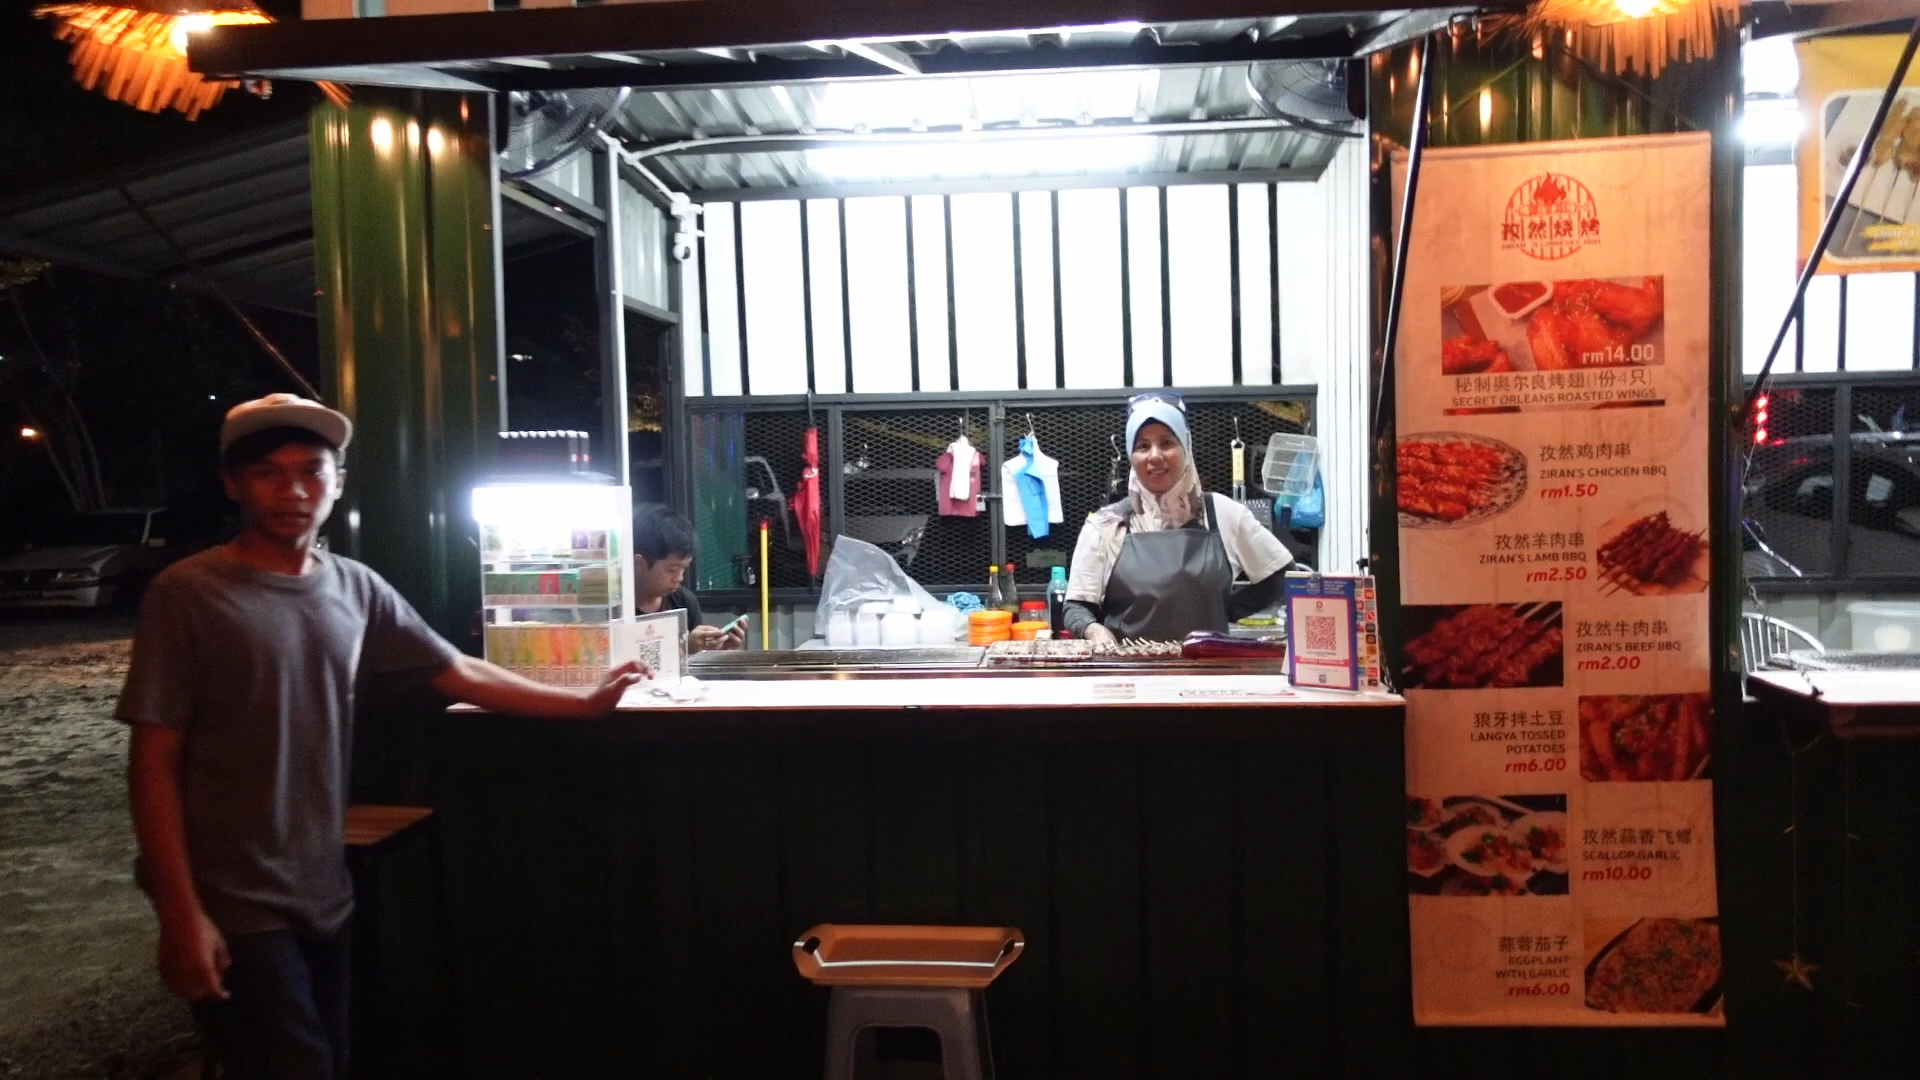 孜然烧烤
rm14.00
秘制奥尔良烤翅(1份4只)
SECRET ORLEANS ROASTED WINGS
孜然鸡肉串
ZIRAN'S CHICKEN BBQ
rm1.50
孜然羊肉串
ZIRAN'S LAMB BBQ
rm2.50
孜然牛肉串
ZIRAN'S BEEF BBQ
rm2.00
狼牙拌土豆
LANGYA TOSSED
POTATOES
rm6.00
孜然蒜香飞螺
SCALLOP GARLIC
rm10.00
蒜蓉茄子
EGGPLANT
WITH GARLIC
rm6.00